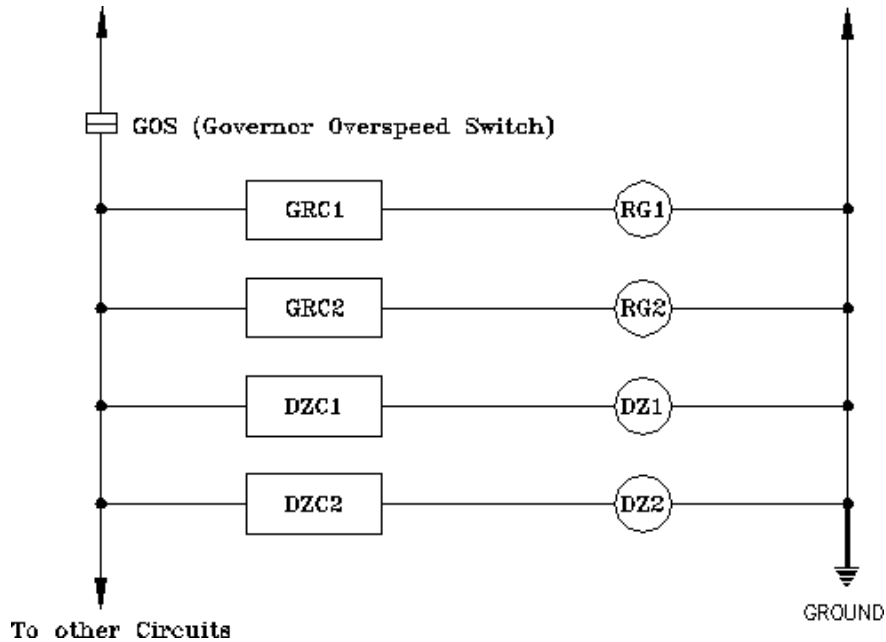 GOS (Governor Overspeed Switch)
GRC1 RG1
GRC2 RG2
DZC1 DZ1
DZC2 DZ2
GROUND
To other Circuits